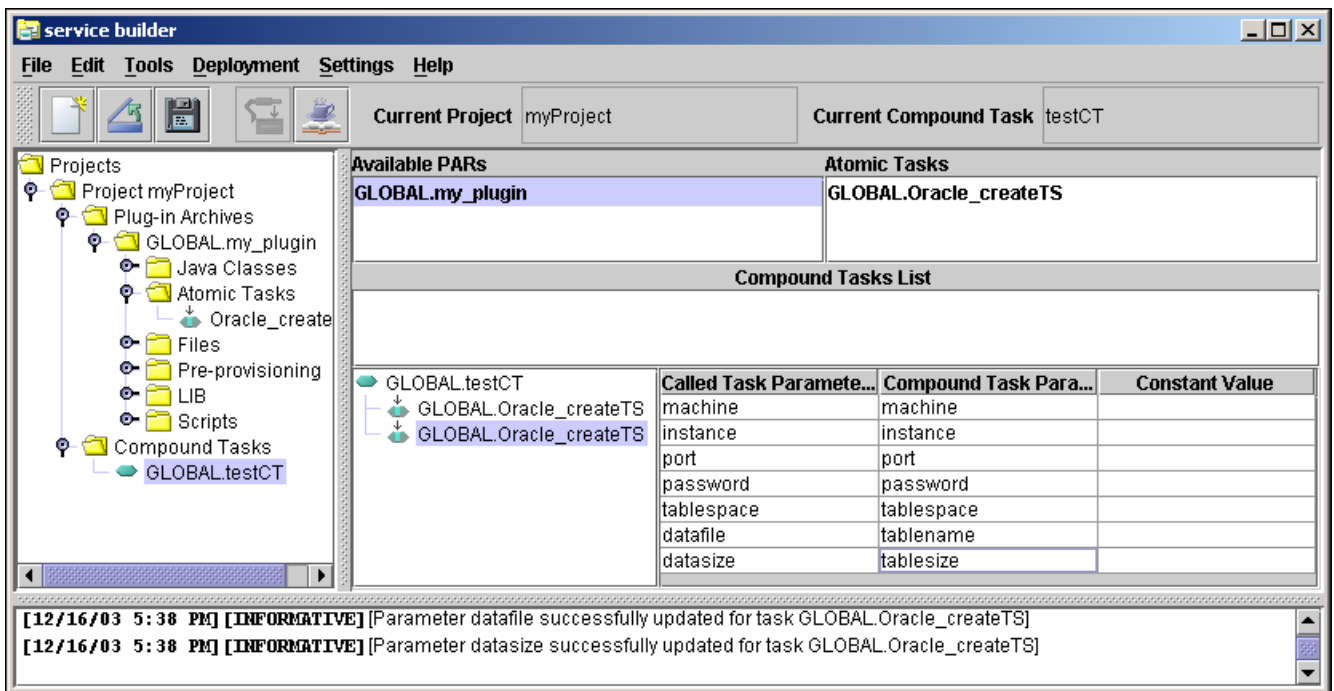 service builder
File Edit Tools Deployment Settings Help
Current Project myProject Current Compound Task testCT
Projects
Project myProject
Plug-in Archives
GLOBAL.my_plugin
Java Classes
Atomic Tasks
Oracle_create
Files
Pre-provisioning
LIB
Scripts
Compound Tasks
GLOBAL.testCT
Available PARs Atomic Tasks
GLOBAL.my_plugin GLOBAL.Oracle_createTS
Compound Tasks List
GLOBAL.testCT
GLOBAL.Oracle_createTS
GLOBAL.Oracle_createTS
Called Task Paramete... Compound Task Para... Constant Value
machine machine
instance instance
port port
password password
tablespace tablespace
datafile tablename
datasize tablesize
[12/16/03 5:38 PM] [INFORMATIVE] [Parameter datafile successfully updated for task GLOBAL.Oracle_createTS]
[12/16/03 5:38 PM] [INFORMATIVE] [Parameter datasize successfully updated for task GLOBAL.Oracle_createTS]